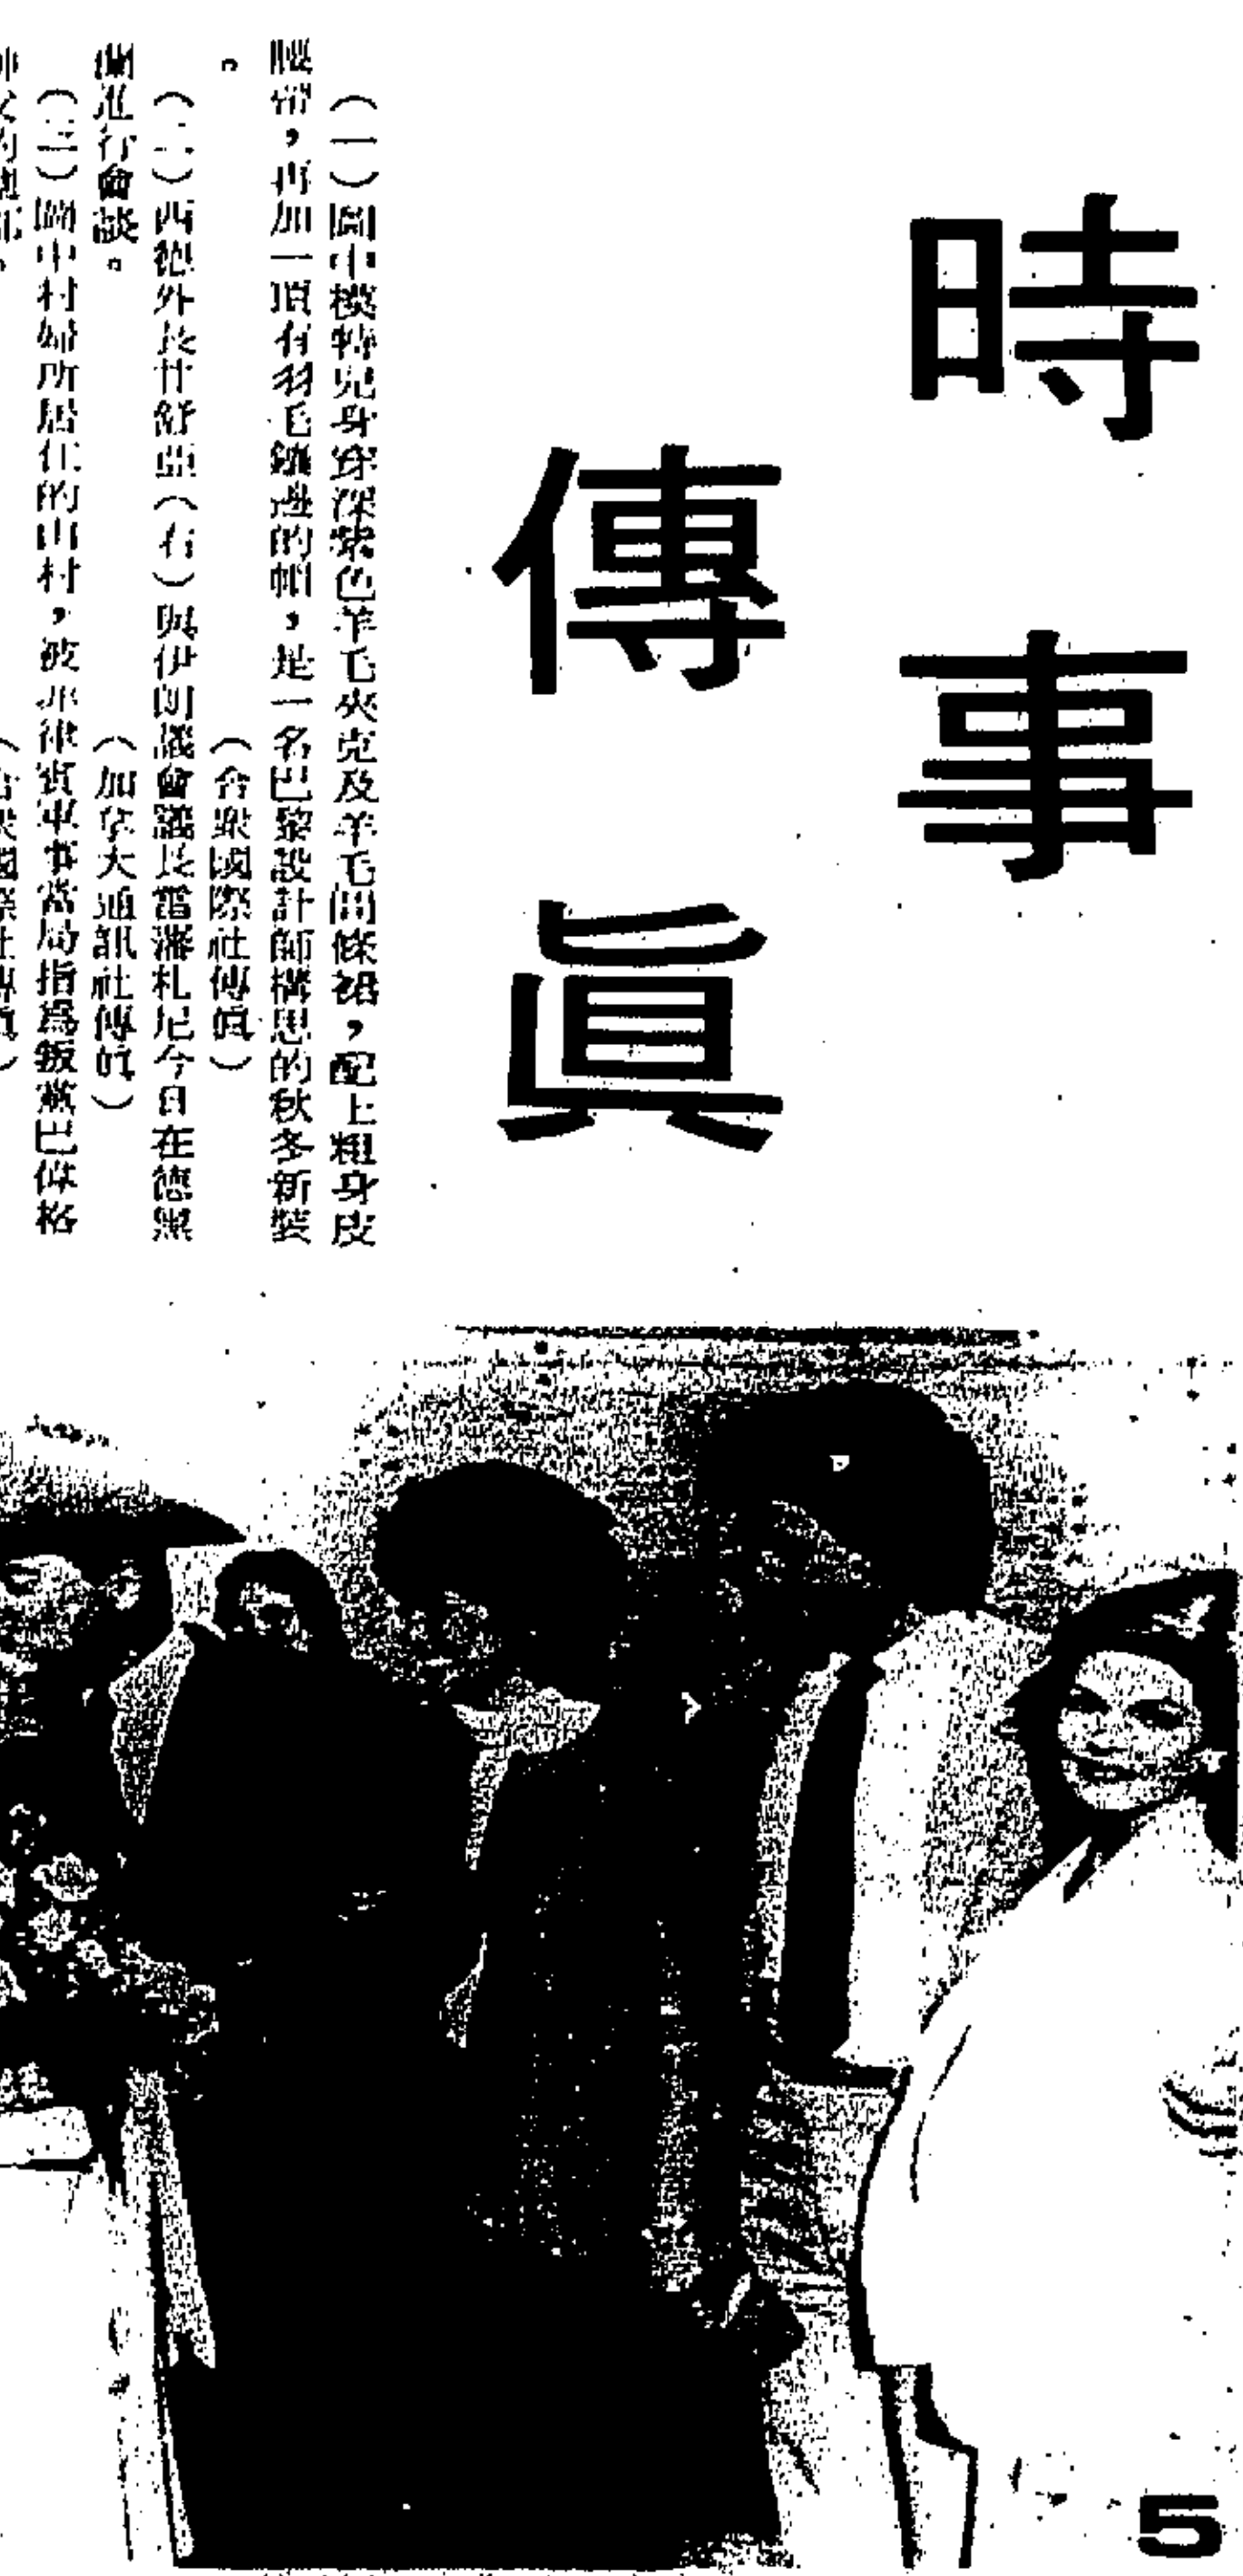 時事
傳眞
（一）圖中模特兒身穿深紫色羊毛夾克及羊毛間條裙，配上粗身皮
腰帶，再加一頂有羽毛鑲邊的帽，是一名巴黎設計師構思的秋冬新裝
。（合眾國際社傳眞）
（二）西德外長甘舒亞（右）與伊朗議會議長雷滌札尼今日在德黑
蘭進行會談。（加拿大通訊社傳眞）
（三）圖中村婦所居住的山村，被菲律賓軍事當局指爲叛黨巴偉格
5